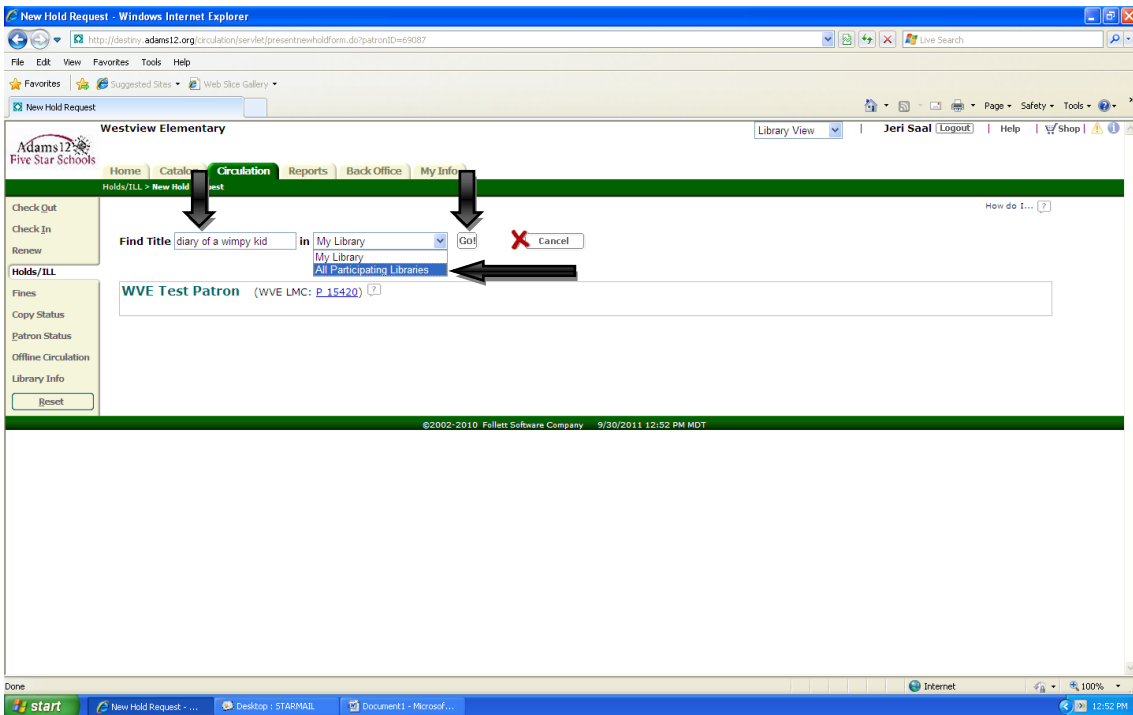 New Hold Request - Windows Internet Explorer
http://destiny.adams12.org/circulation/servlet/presentnewholdform.do?patronID=69087
Live Search
File Edit View Favorites Tools Help
Favorites Suggested Sites Web Slice Gallery
New Hold Request
Page Safety Tools
Westview Elementary
Library View | Jeri Saal Logout | Help | Shop |
Adams12
Five Star Schools
Home Catalog Circulation Reports Back Office My Info
Holds/ILL > New Hold Request
Check Out
How do I... ?
Check In
Find Title diary of a wimpy kid in My Library Go! Cancel
Renew
My Library
Holds/ILL
All Participating Libraries
Fines
WVE Test Patron (WVE LMC: P 15420) ?
Copy Status
Patron Status
Offline Circulation
Library Info
Reset
©2002-2010 Follett Software Company 9/30/2011 12:52 PM MDT
Done
Internet
100%
start
New Hold Request - ...
Desktop : STARMAIL
Document1 - Microsof...
12:52 PM